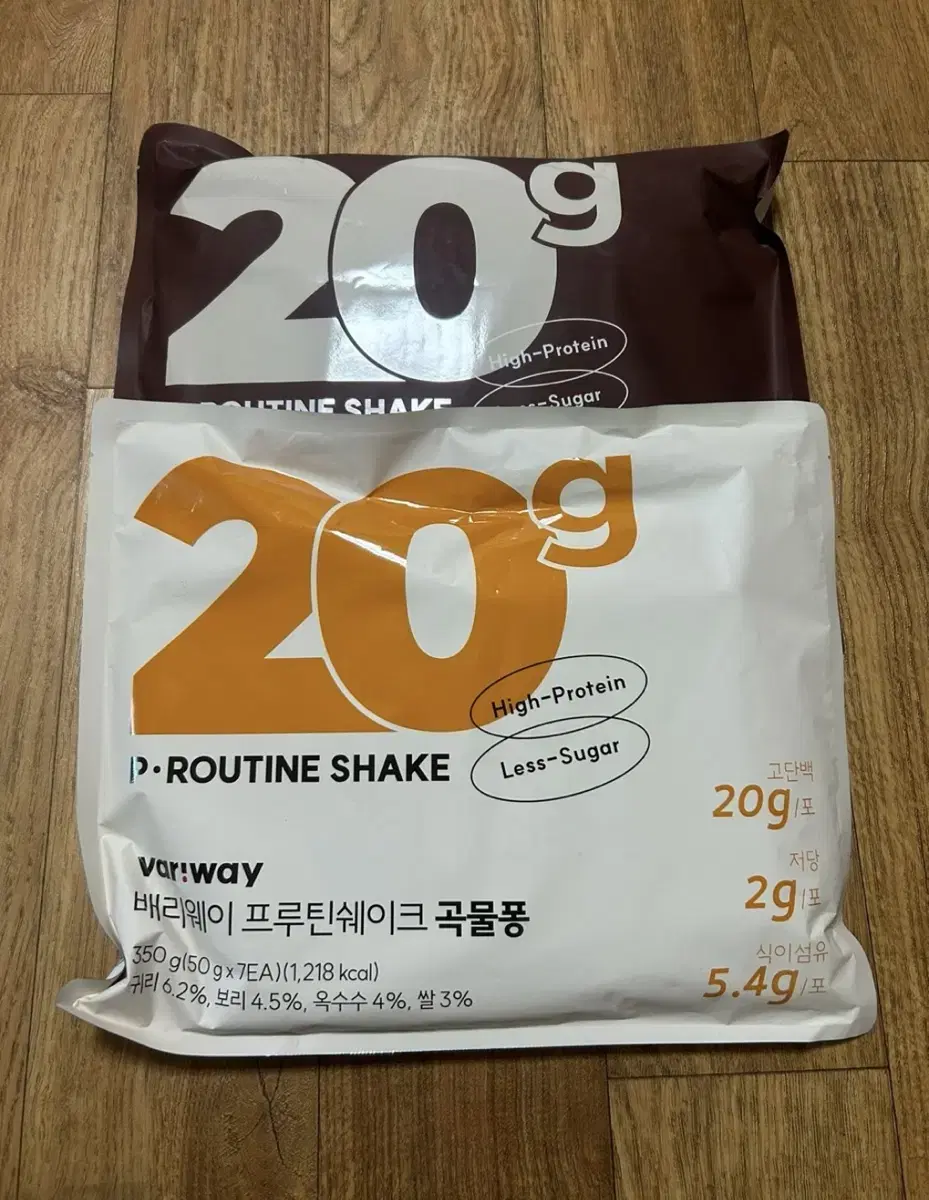 20g
High-Protein
-Sugar
ROUTINE SHAKE
20g
High-Protein
Less-Sugar
P·ROUTINE SHAKE
고단백
20g/포
var!way
저당
2g/포
배리웨이 프루틴쉐이크 곡물퐁
식이섬유
5.4g/포
350 g(50 g x 7EA)(1,218 kcal)
귀리 6.2%, 보리 4.5%, 옥수수 4%, 쌀 3%